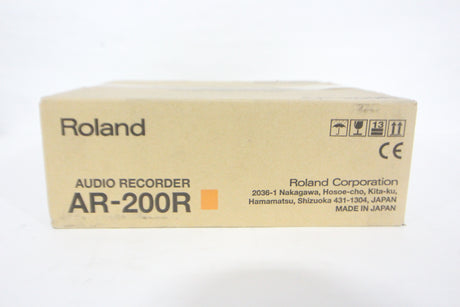 Roland
13
CE
AUDIO RECORDER
AR-200R
Roland Corporation
2036-1 Nakagawa, Hosoe-cho, Kita-ku,
Hamamatsu, Shizuoka 431-1304, JAPAN
MADE IN JAPAN